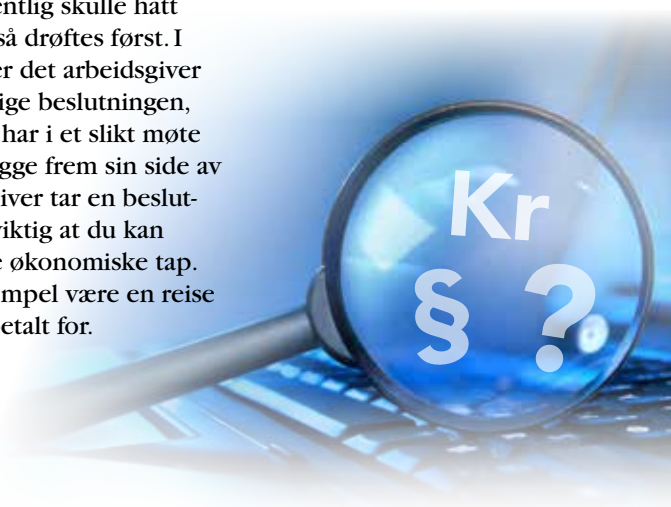 entlig skulle hatt
så drøftes først. I
er det arbeidsgiver
ige beslutningen,
har i et slikt møte
gge frem sin side av
iver tar en beslut-
viktig at du kan
e økonomiske tap.
mpel være en reise
etalt for.
Kr
§ ?